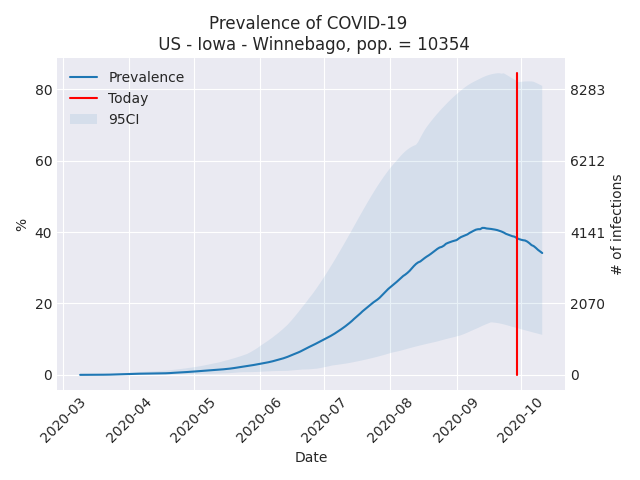 Prevalence of COVID-19
US - Iowa - Winnebago, pop. = 10354
Prevalence
Today
95CI
80
60
40
20
0
%
8283
6212
4141
2070
0
# of infections
2020-03
2020-04
2020-05
2020-06
2020-07
2020-08
2020-09
2020-10
Date